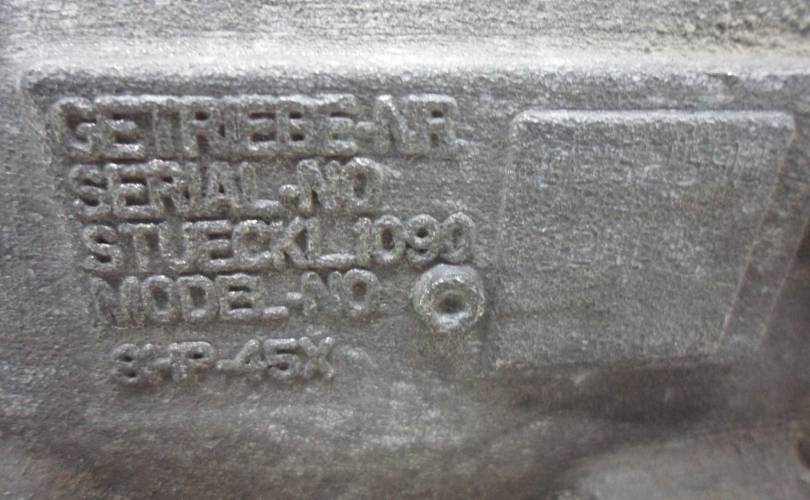 GETRIEBE-NR
SERIAL-NO
STUECKL.1090
MODEL-NO
8HP-45X